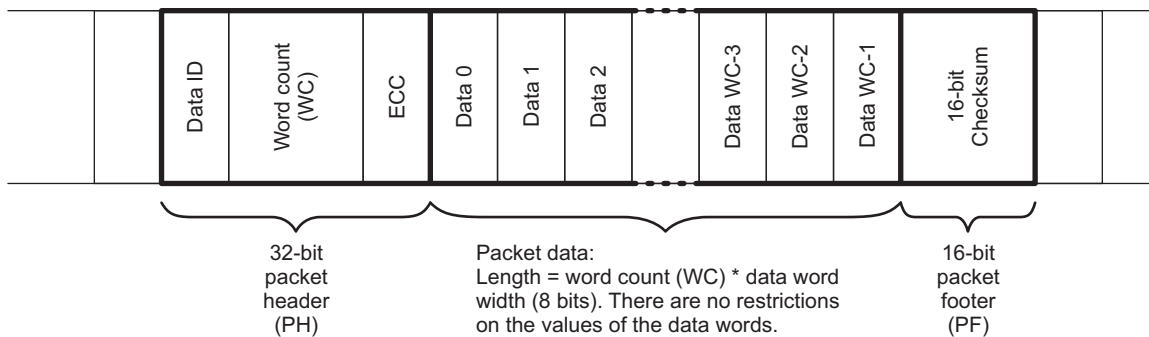 Data ID
Word count
(WC)
ECC
Data 0
Data 1
Data 2
Data WC-3
Data WC-2
Data WC-1
16-bit
Checksum
32-bit
packet
header
(PH)
Packet data:
Length = word count (WC) * data word
width (8 bits). There are no restrictions
on the values of the data words.
16-bit
packet
footer
(PF)